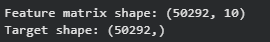 Feature matrix shape: (50292, 10)
Target shape: (50292,)